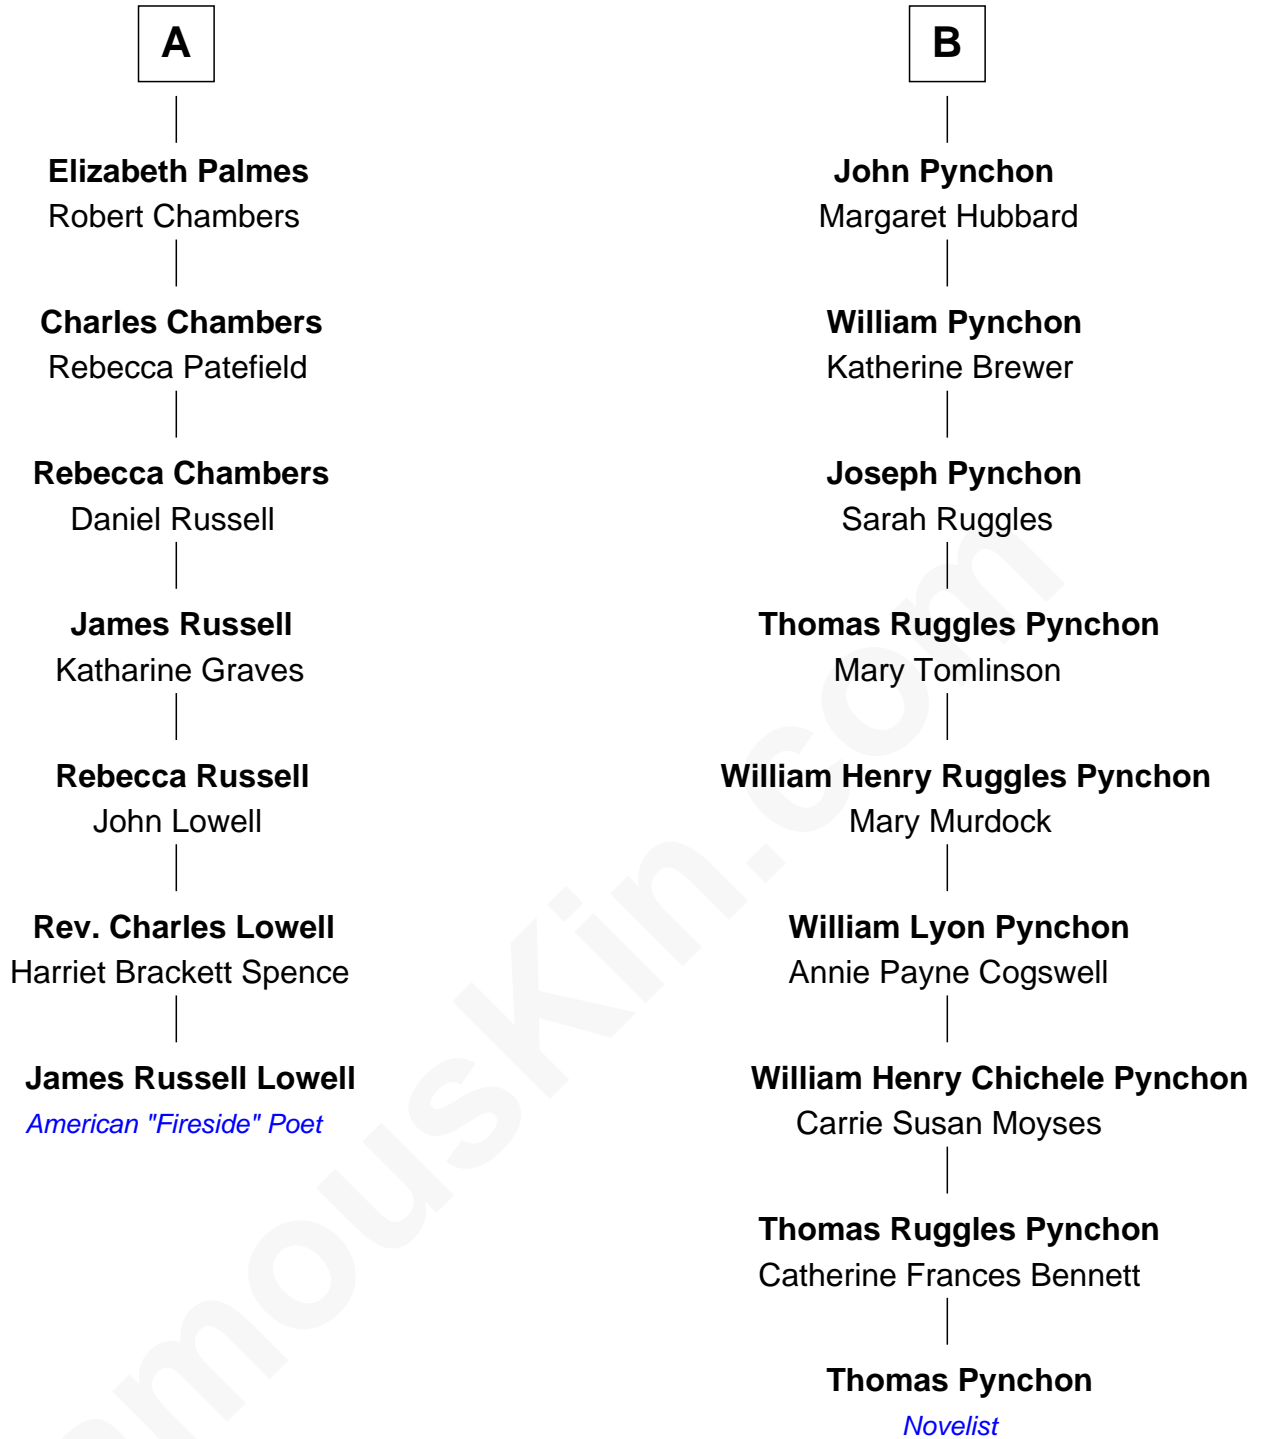 A
Elizabeth Palmes
Robert Chambers
Charles Chambers
Rebecca Patefield
Rebecca Chambers
Daniel Russell
James Russell
Katharine Graves
Rebecca Russell
John Lowell
Rev. Charles Lowell
Harriet Brackett Spence
James Russell Lowell
American "Fireside" Poet
B
John Pynchon
Margaret Hubbard
William Pynchon
Katherine Brewer
Joseph Pynchon
Sarah Ruggles
Thomas Ruggles Pynchon
Mary Tomlinson
William Henry Ruggles Pynchon
Mary Murdock
William Lyon Pynchon
Annie Payne Cogswell
William Henry Chichele Pynchon
Carrie Susan Moyses
Thomas Ruggles Pynchon
Catherine Frances Bennett
Thomas Pynchon
Novelist
amousKin.com